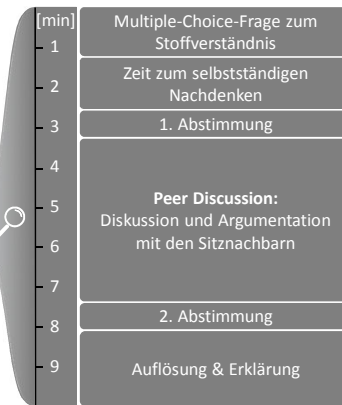 [min]
1
2
3
4
5
6
7
8
9
Multiple-Choice-Frage zum
Stoffverständnis
Zeit zum selbstständigen
Nachdenken
1. Abstimmung
Peer Discussion:
Diskussion und Argumentation
mit den Sitznachbarn
2. Abstimmung
Auflösung & Erklärung